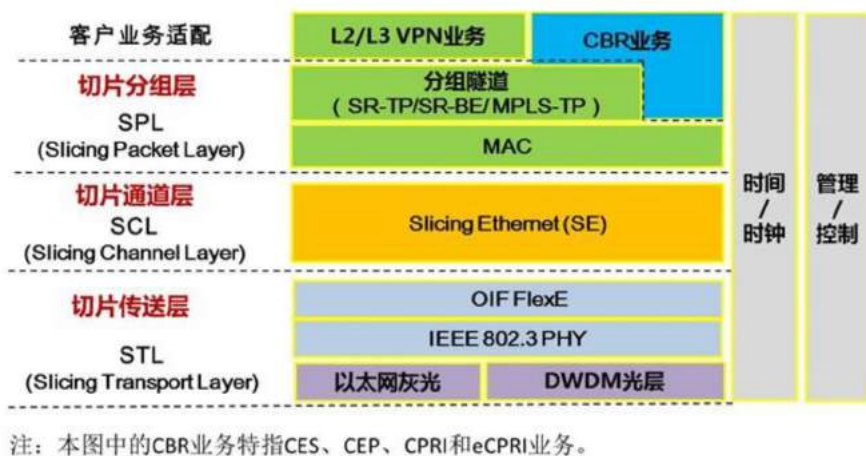 客户业务适配
L2/L3 VPN业务
CBR业务
切片分组层
SPL
(Slicing Packet Layer)
分组隧道
( SR-TP/SR-BE/ MPLS-TP )
MAC
切片通道层
SCL
(Slicing Channel Layer)
Slicing Ethernet (SE)
切片传送层
STL
(Slicing Transport Layer)
OIF FlexE
IEEE 802.3 PHY
以太网灰光
DWDM光层
时间
/
时钟
管理
/
控制
注：本图中的CBR业务特指CES、CEP、CPRI和eCPRI业务。